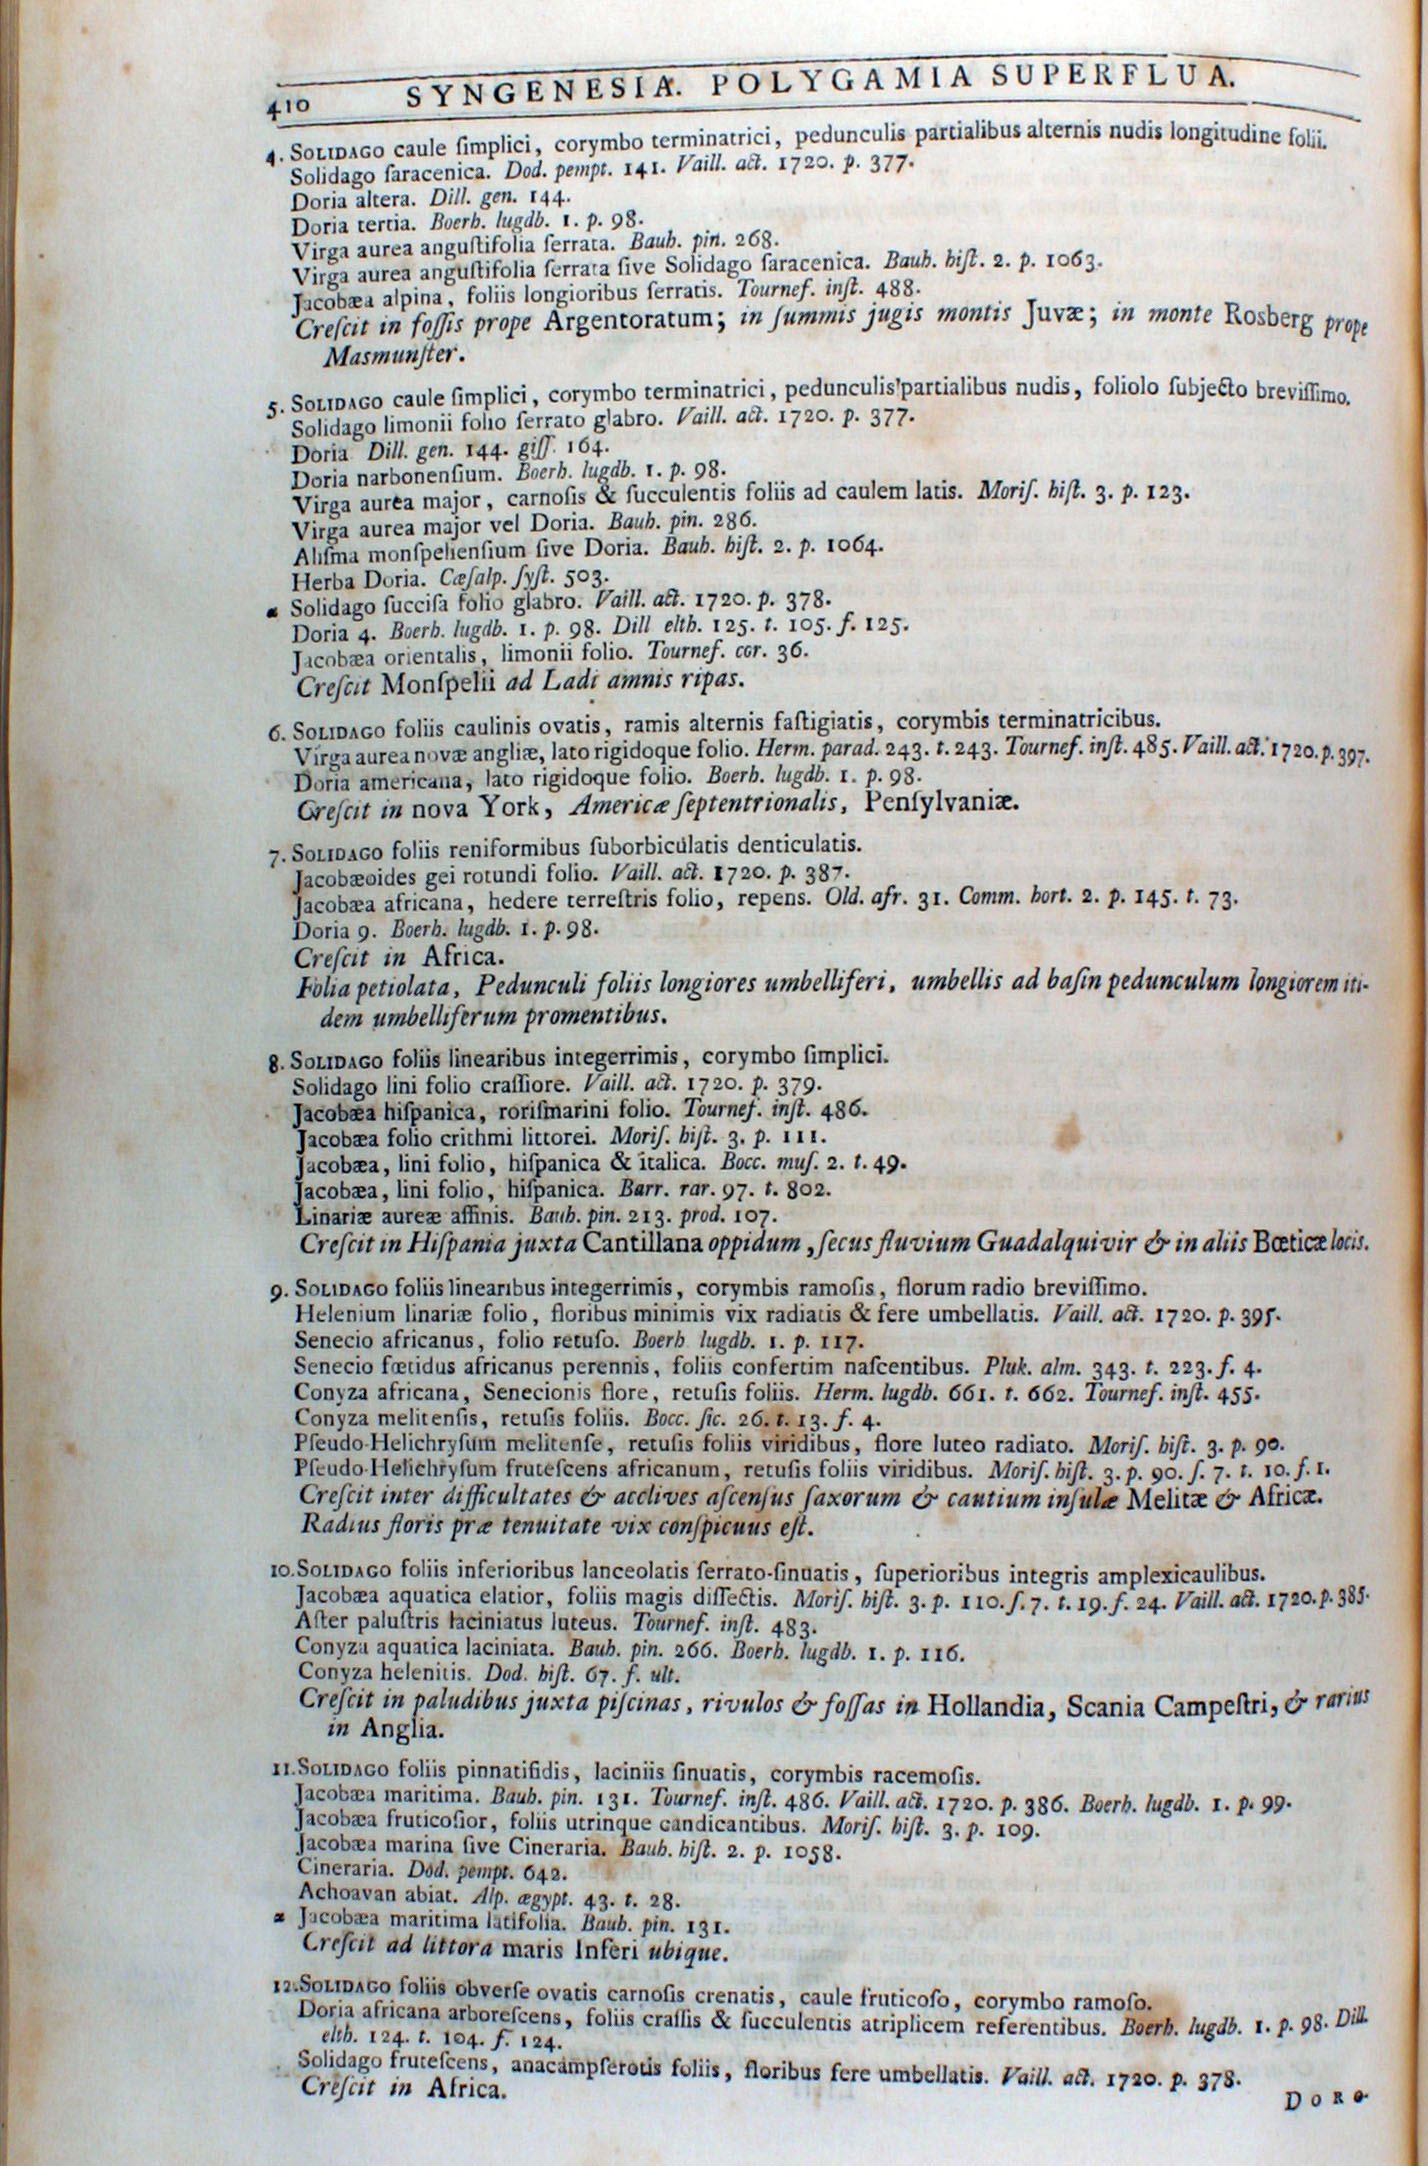 410 SYNGENESIÆ. POLYGAMIA SUPERFLUA.
4. SOLIDAGO caule ſimplici, corymbo terminatrici, pedunculis partialibus alternis nudis longitudine folii.
Solidago ſaracenica. Dod. pempt. 141. Vaill. act. 1720. p. 377.
Doria altera. Dill. gen. 144.
Doria tertia. Boerh. lugdb. 1. p. 98.
Virga aurea anguſtifolia ſerrata. Bauh. pin. 268.
Virga aurea anguſtifolia ſerrata ſive Solidago ſaracenica. Bauh. hiſt. 2. p. 1063.
Jacobæa alpina, foliis longioribus ſerratis. Tournef. inſt. 488.
Creſcit in foſſis prope Argentoratum; in ſummis jugis montis Juvæ; in monte Rosberg prope
Masmunſter.
5. SOLIDAGO caule ſimplici, corymbo terminatrici, pedunculis partialibus nudis, foliolo ſubjecto breviſſimo.
Solidago limonii folio ſerrato glabro. Vaill. act. 1720. p. 377.
Doria Dill. gen. 144. giſſ. 164.
Doria narbonenſium. Boerh. lugdb. 1. p. 98.
Virga aurea major, carnoſis & ſucculentis foliis ad caulem latis. Moriſ. hiſt. 3. p. 123.
Virga aurea major vel Doria. Bauh. pin. 286.
Aliſma monſpelienſium ſive Doria. Bauh. hiſt. 2. p. 1064.
Herba Doria. Cæſalp. ſyſt. 503.
α Solidago ſucciſa folio glabro. Vaill. act. 1720. p. 378.
Doria 4. Boerh. lugdb. 1. p. 98. Dill elth. 125. t. 105. f. 125.
Jacobæa orientalis, limonii folio. Tournef. cor. 36.
Creſcit Monſpelii ad Ladi amnis ripas.
6. SOLIDAGO foliis caulinis ovatis, ramis alternis faſtigiatis, corymbis terminatricibus.
Virga aurea novæ angliæ, lato rigidoque folio. Herm. parad. 243. t. 243. Tournef. inſt. 485. Vaill. act. 1720. p. 397.
Doria americana, lato rigidoque folio. Boerh. lugdb. 1. p. 98.
Creſcit in nova York, Americæ ſeptentrionalis, Penſylvaniæ.
7. SOLIDAGO foliis reniformibus ſuborbiculatis denticulatis.
Jacobæoides gei rotundi folio. Vaill. act. 1720. p. 387.
Jacobæa africana, hedere terreſtris folio, repens. Old. afr. 31. Comm. hort. 2. p. 145. t. 73.
Doria 9. Boerh. lugdb. 1. p. 98.
Creſcit in Africa.
Folia petiolata, Pedunculi foliis longiores umbelliferi, umbellis ad baſin pedunculum longiorem iti-
dem umbelliferum promentibus.
8. SOLIDAGO foliis linearibus integerrimis, corymbo ſimplici.
Solidago lini folio craſſiore. Vaill. act. 1720. p. 379.
Jacobæa hiſpanica, roriſmarini folio. Tournef. inſt. 486.
Jacobæa folio crithmi littorei. Moriſ. hiſt. 3. p. 111.
Jacobæa, lini folio, hiſpanica & italica. Bocc. muſ. 2. t. 49.
Jacobæa, lini folio, hiſpanica. Barr. rar. 97. t. 802.
Linariæ aureæ affinis. Bauh. pin. 213. prod. 107.
Creſcit in Hiſpania juxta Cantillana oppidum, ſecus fluvium Guadalquivir & in aliis Bœticæ locis.
9. SOLIDAGO foliis linearibus integerrimis, corymbis ramoſis, florum radio breviſſimo.
Helenium linariæ folio, floribus minimis vix radiatis & fere umbellatis. Vaill. act. 1720. p. 395.
Senecio africanus, folio retuſo. Boerh. lugdb. 1. p. 117.
Senecio fœtidus africanus perennis, foliis confertim naſcentibus. Pluk. alm. 343. t. 223. f. 4.
Conyza africana, Senecionis flore, retuſis foliis. Herm. lugdb. 661. t. 662. Tournef. inſt. 455.
Conyza melitenſis, retuſis foliis. Bocc. ſic. 26. t. 13. f. 4.
Pſeudo-Helichryſum melitenſe, retuſis foliis viridibus, flore luteo radiato. Moriſ. hiſt. 3. p. 90.
Pſeudo-Helichryſum fruteſcens africanum, retuſis foliis viridibus. Moriſ. hiſt. 3. p. 90. ſ. 7. t. 10. f. 1.
Creſcit inter difficultates & acclives aſcenſus ſaxorum & cautium inſulæ Melitæ & Africæ.
Radius floris præ tenuitate vix conſpicuus eſt.
10. SOLIDAGO foliis inferioribus lanceolatis ſerrato-ſinuatis, ſuperioribus integris amplexicaulibus.
Jacobæa aquatica elatior, foliis magis diſſectis. Moriſ. hiſt. 3. p. 110. ſ. 7. t. 19. f. 24. Vaill. act. 1720. p. 385.
Aſter paluſtris laciniatus luteus. Tournef. inſt. 483.
Conyza aquatica laciniata. Bauh. pin. 266. Boerh. lugdb. 1. p. 116.
Conyza helenitis. Dod. hiſt. 67. f. ult.
Creſcit in paludibus juxta piſcinas, rivulos & foſſas in Hollandia, Scania Campeſtri, & rarius
in Anglia.
11. SOLIDAGO foliis pinnatifidis, laciniis ſinuatis, corymbis racemoſis.
Jacobæa maritima. Bauh. pin. 131. Tournef. inſt. 486. Vaill. act. 1720. p. 386. Boerh. lugdb. 1. p. 99.
Jacobæa fruticoſior, foliis utrinque candicantibus. Moriſ. hiſt. 3. p. 109.
Jacobæa marina ſive Cineraria. Bauh. hiſt. 2. p. 1058.
Cineraria. Dod. pempt. 642.
Achoavan abiat. Alp. ægypt. 43. t. 28.
α Jacobæa maritima latifolia. Bauh. pin. 131.
Creſcit ad littora maris Inferi ubique.
12. SOLIDAGO foliis obverſe ovatis carnoſis crenatis, caule fruticoſo, corymbo ramoſo.
Doria africana arboreſcens, foliis craſſis & ſucculentis atriplicem referentibus. Boerh. lugdb. 1. p. 98. Dill.
elth. 124. t. 104. f. 124.
Solidago fruteſcens, anacampſerotis foliis, floribus fere umbellatis. Vaill. act. 1720. p. 378.
Creſcit in Africa.
DORO-